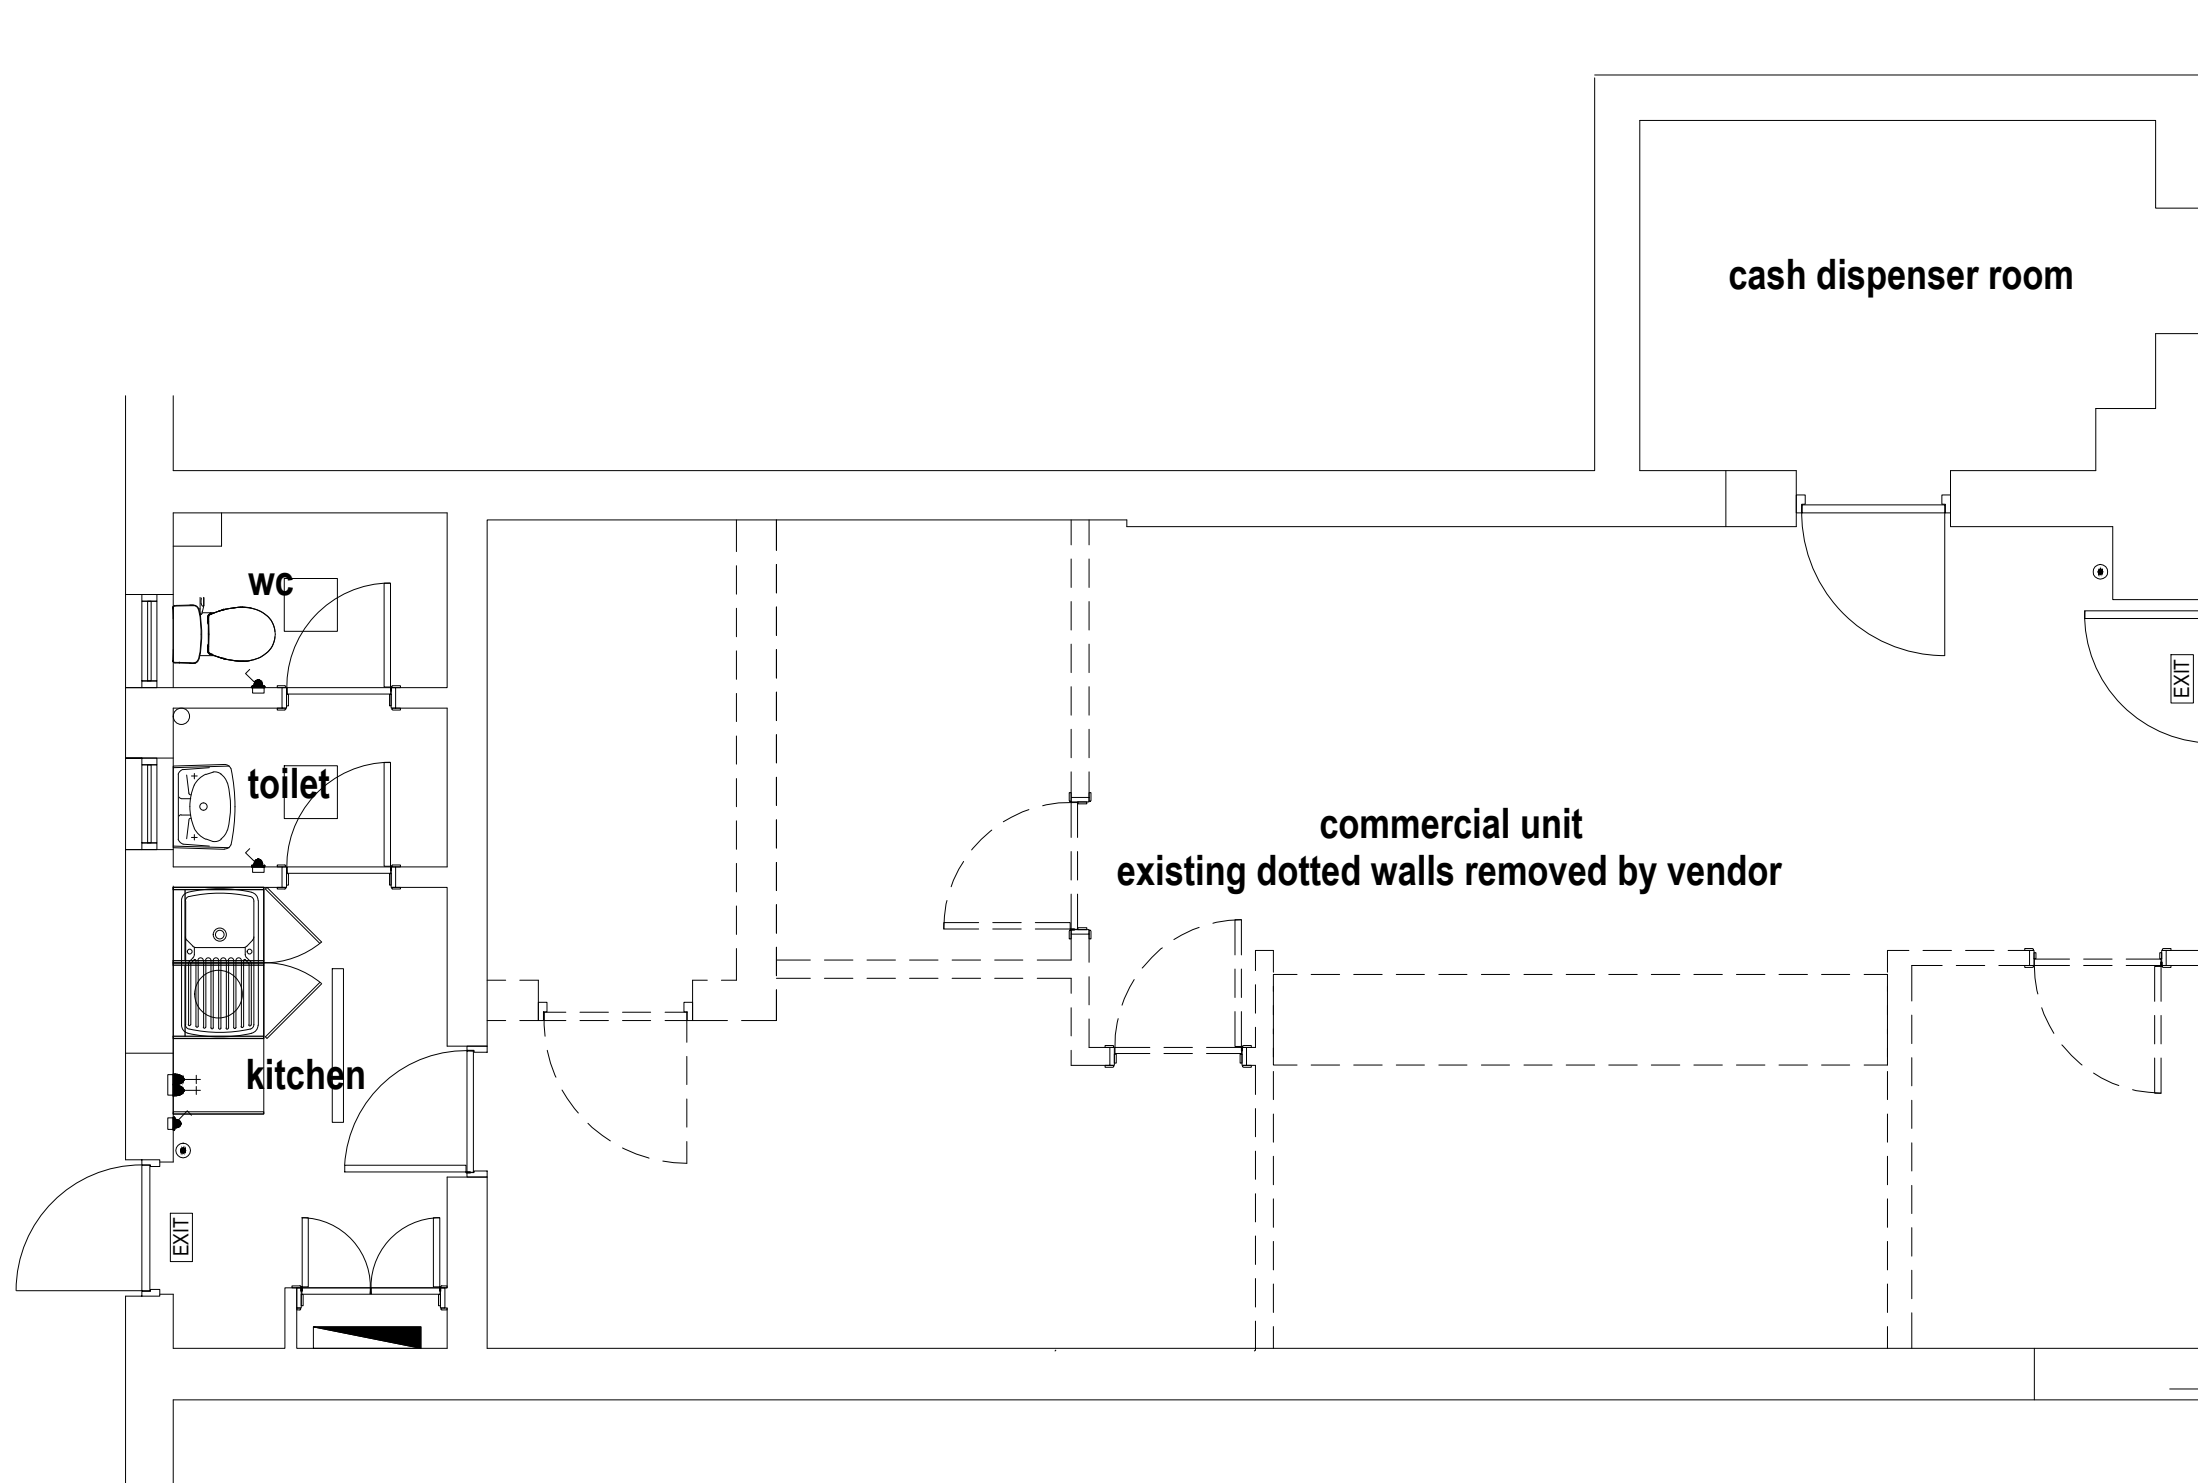 cash dispenser room
wc
EXIT
toilet
commercial unit
existing dotted walls removed by vendor
kitchen
EXIT